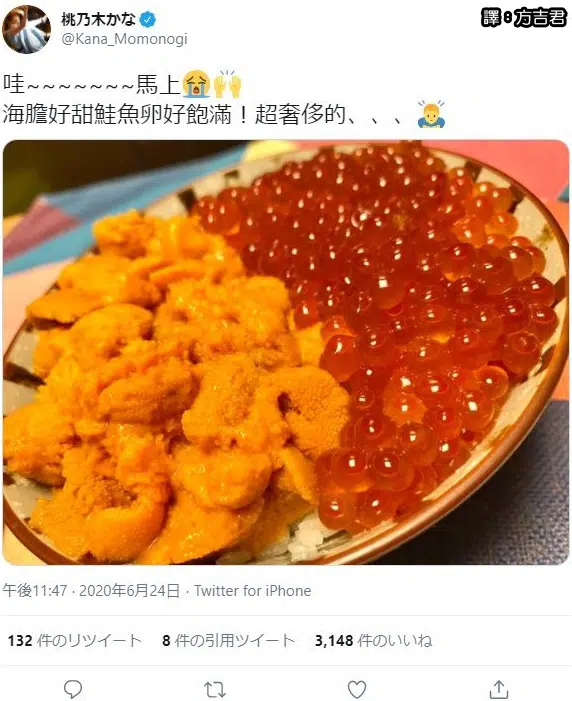 桃乃木かな
譯8方吉君
@Kana_Momonogi
哇~~~~~~~馬上😭🙌
海膽好甜鮭魚卵好飽滿！超奢侈的、、、🙇‍♂️
午後11:47 · 2020年6月24日 · Twitter for iPhone
132 件のリツイート 8 件の引用ツイート 3,148 件のいいね